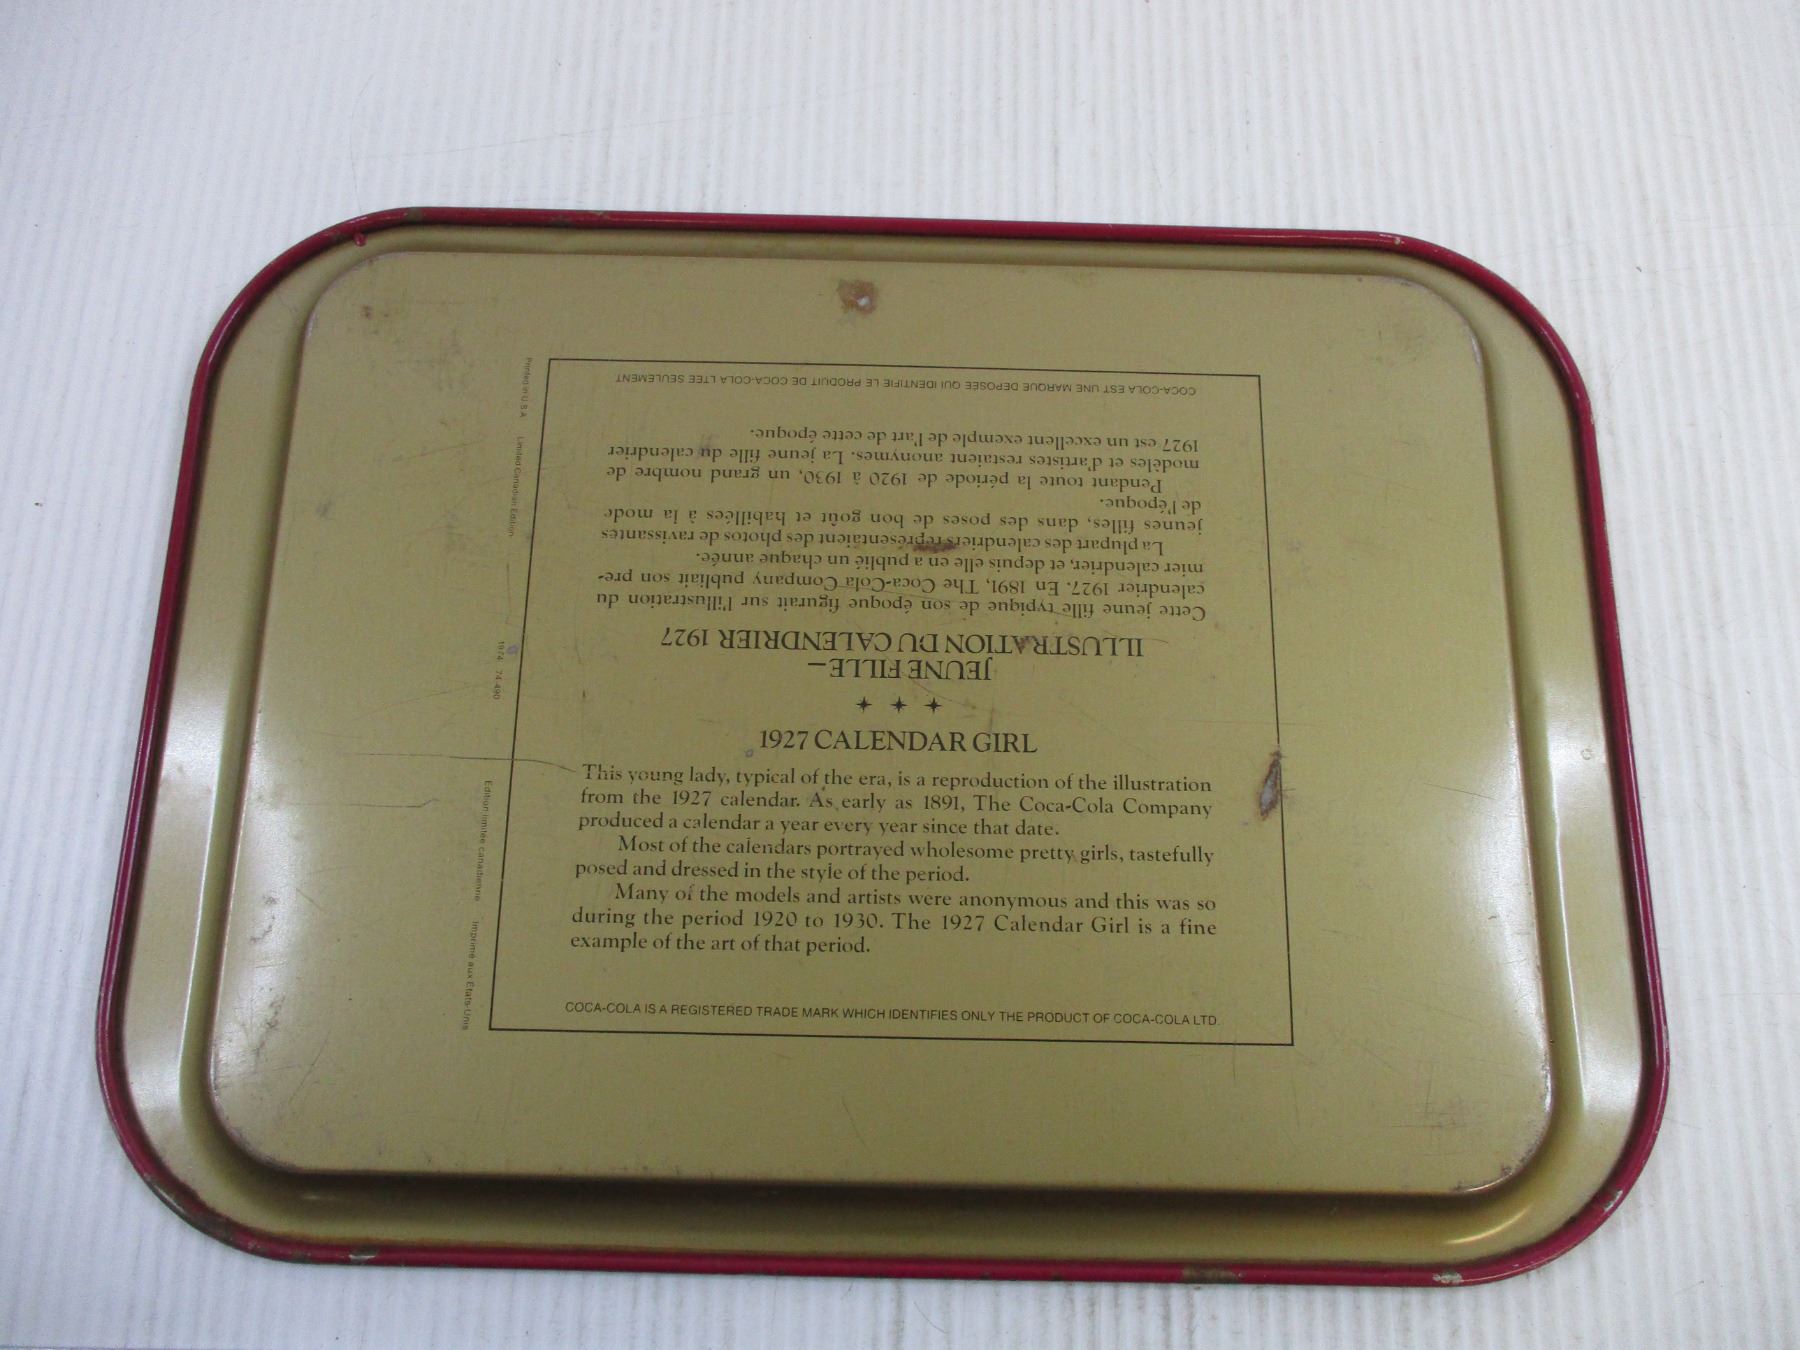 1927 CALENDAR GIRL
This young lady, typical of the era, is a reproduction of the illustration
from the 1927 calendar. As early as 1891, The Coca-Cola Company
produced a calendar a year every year since that date.
Most of the calendars portrayed wholesome pretty girls, tastefully
posed and dressed in the style of the period.
Many of the models and artists were anonymous and this was so
during the period 1920 to 1930. The 1927 Calendar Girl is a fine
example of the art of that period.
COCA-COLA IS A REGISTERED TRADE MARK WHICH IDENTIFIES ONLY THE PRODUCT OF COCA-COLA LTD.
JEUNE FILLE—
ILLUSTRATION DU CALENDRIER 1927
Cette jeune fille typique de son époque figurait sur l'illustration du
calendrier 1927. En 1891, The Coca-Cola Company publiait son pre-
mier calendrier, et depuis elle en a publié un chaque année.
La plupart des calendriers représentaient des photos de ravissantes
jeunes filles, dans des poses de bon goût et habillées à la mode
de l'époque.
Pendant toute la période de 1920 à 1930, un grand nombre de
modèles et d'artistes restaient anonymes. La jeune fille du calendrier
1927 est un excellent exemple de l'art de cette époque.
COCA-COLA EST UNE MARQUE DÉPOSÉE QUI IDENTIFIE LE PRODUIT DE COCA-COLA LTÉE SEULEMENT
Printed in U.S.A.
Limited Canadian Edition
1974 74-490
Edition limitée canadienne
Imprimé aux Etats-Unis